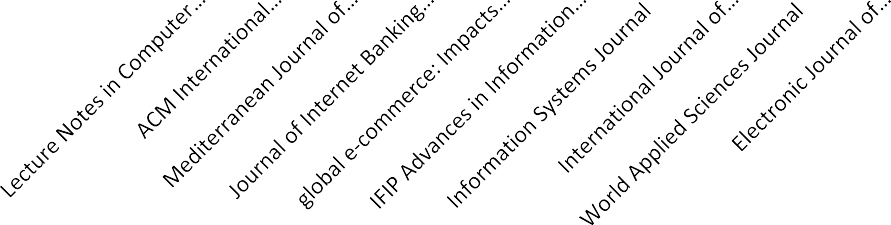 Lecture Notes in Computer...
ACM International...
Mediterranean Journal of...
Journal of Internet Banking...
global e-commerce: Impacts...
IFIP Advances in Information...
Information Systems Journal
International Journal of...
World Applied Sciences Journal
Electronic Journal of...